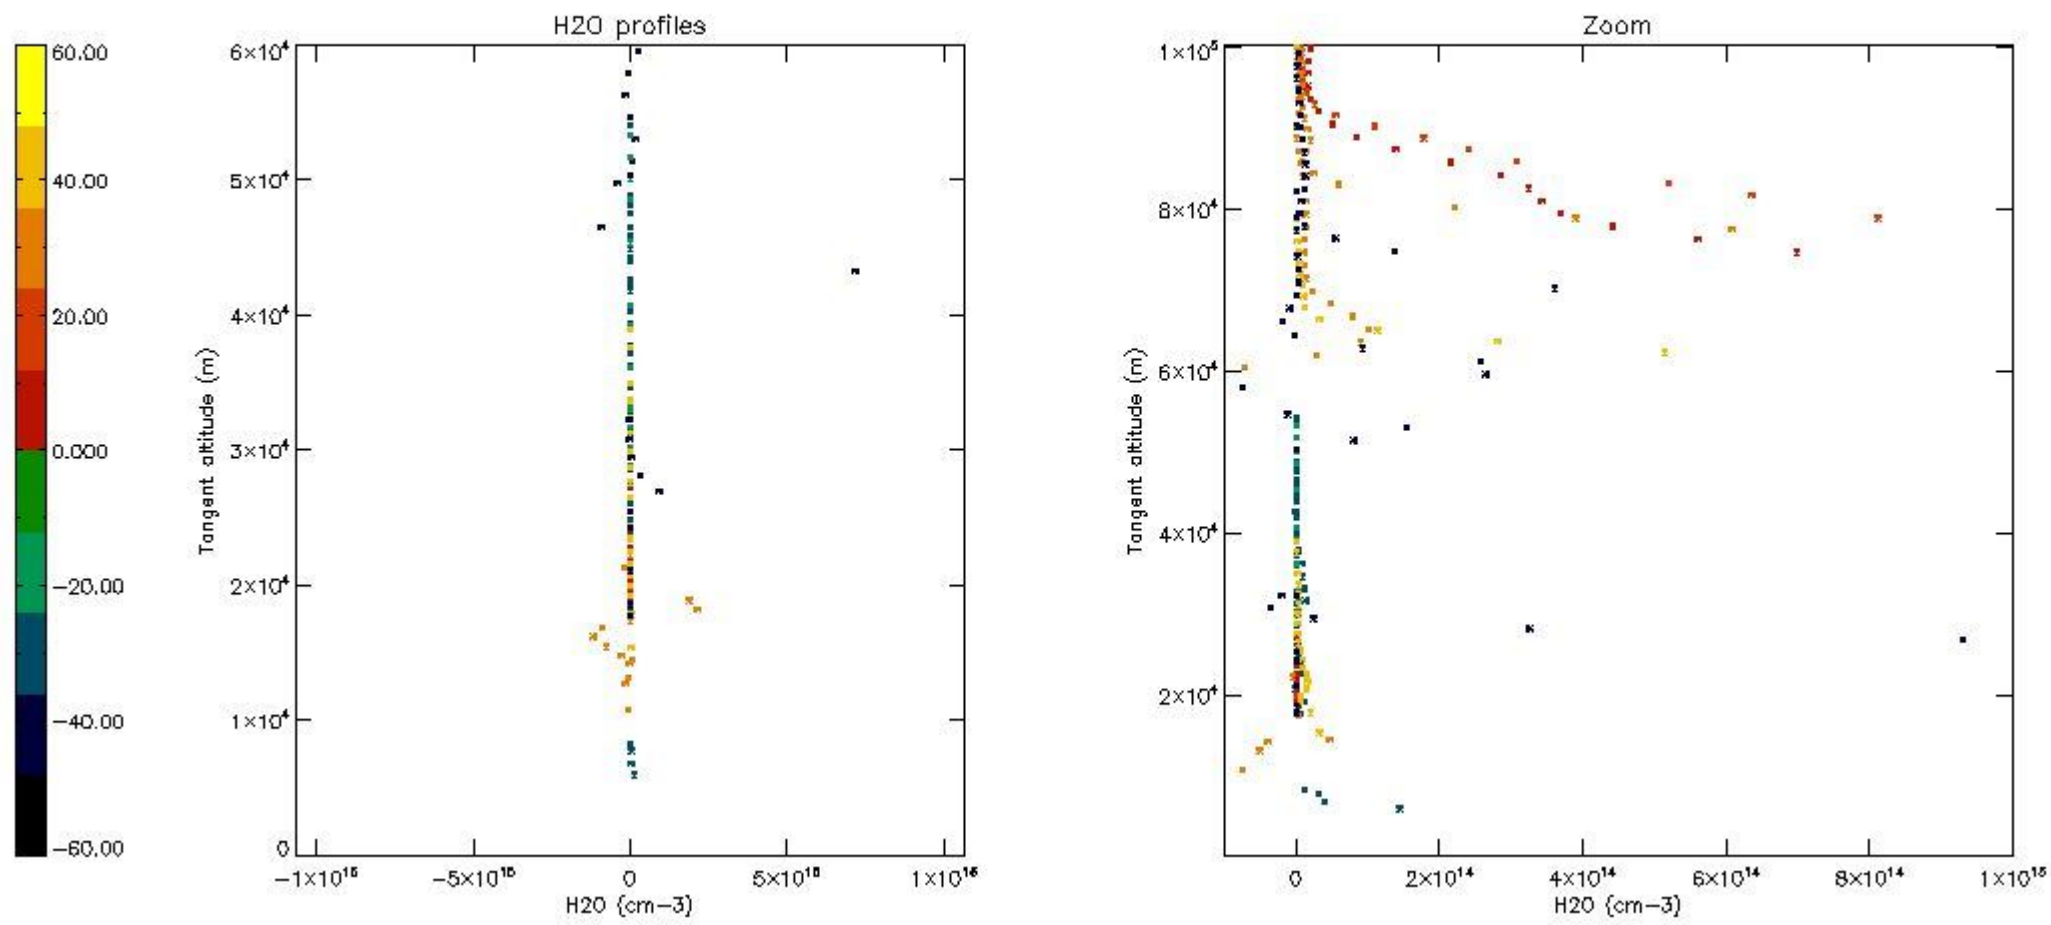 H2O profiles
60.00
40.00
20.00
0.000
−20.00
−40.00
−60.00
Tangent altitude (m)
6×10⁴
5×10⁴
4×10⁴
3×10⁴
2×10⁴
1×10⁴
0
−1×10¹⁶ −5×10¹⁵ 0 5×10¹⁵ 1×10¹⁶
H2O (cm−3)
Zoom
Tangent altitude (m)
1×10⁵
8×10⁴
6×10⁴
4×10⁴
2×10⁴
0 2×10¹⁴ 4×10¹⁴ 6×10¹⁴ 8×10¹⁴ 1×10¹⁵
H2O (cm−3)